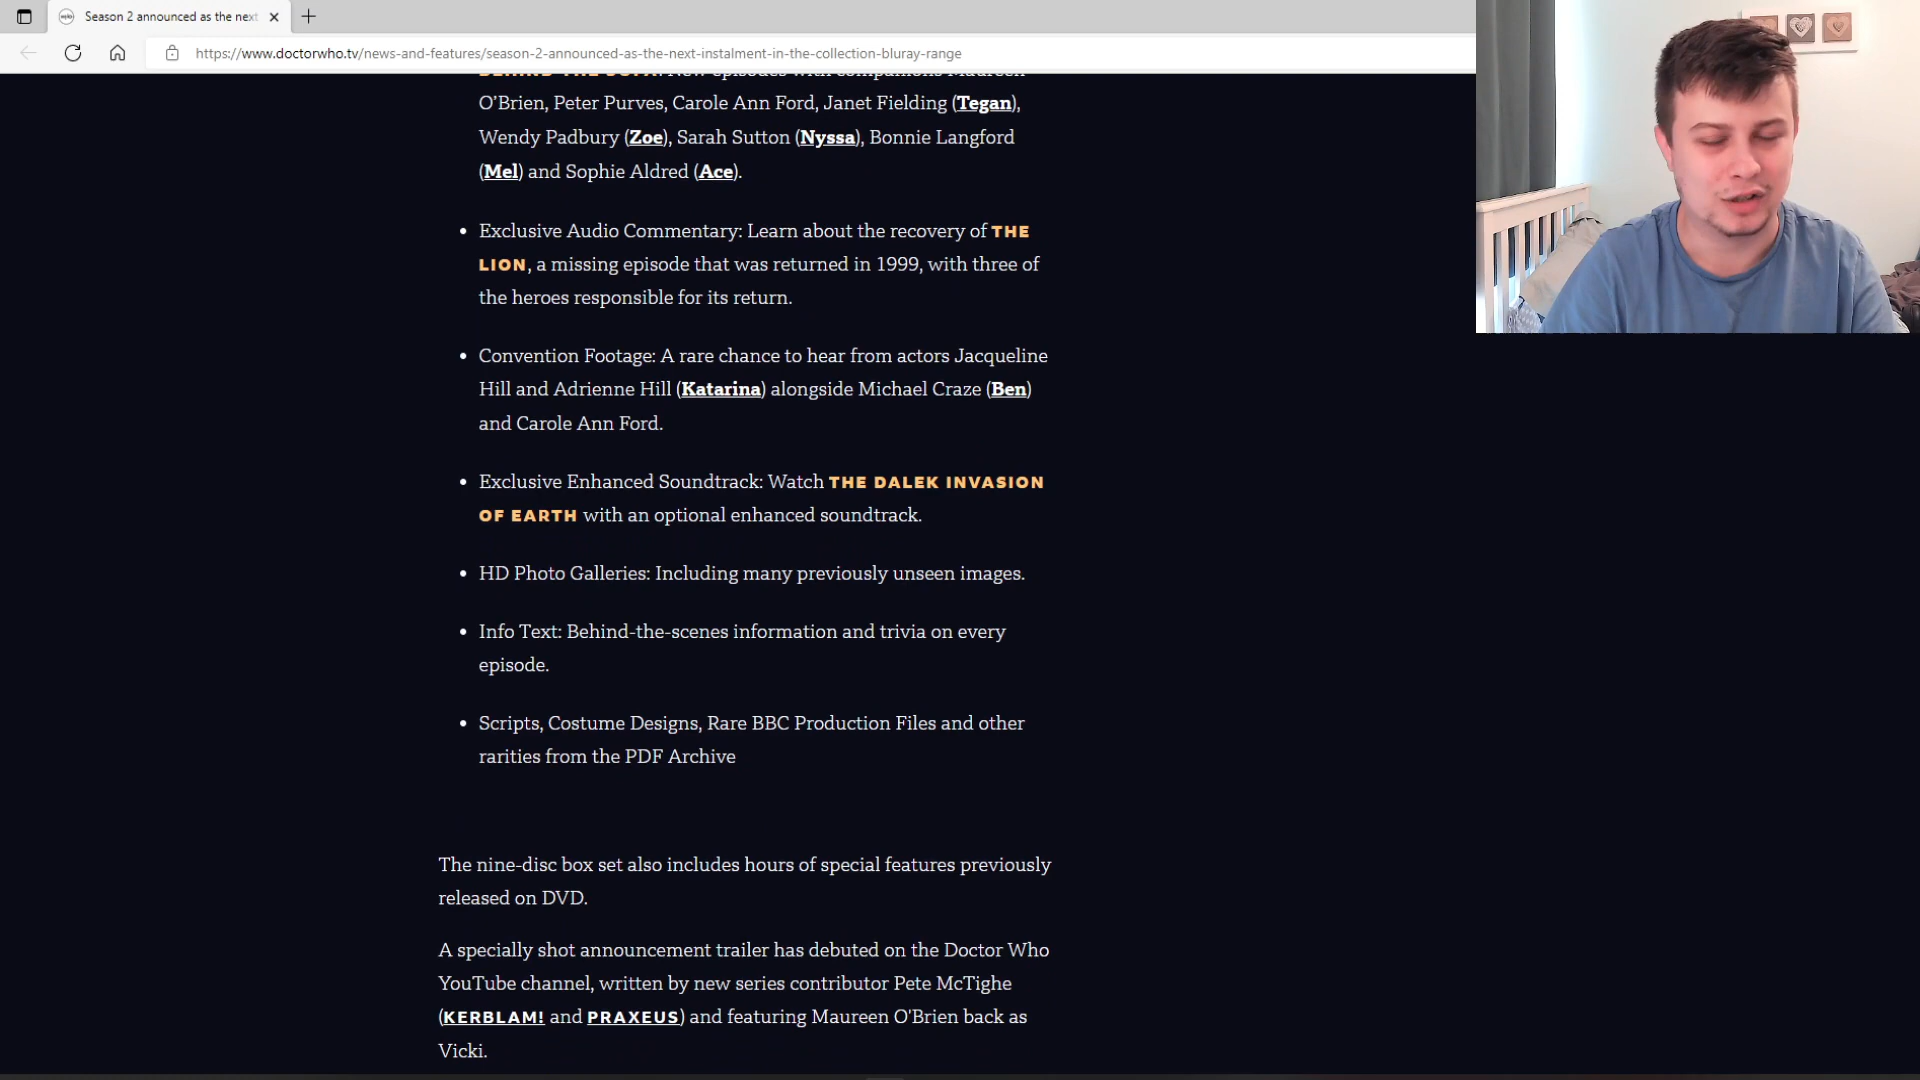 Season 2 announced as the next
https://www.doctorwho.tv/news-and-features/season-2-announced-as-the-next-instalment-in-the-collection-bluray-range
BEHIND THE SOFA: New episodes with companions Maureen
O'Brien, Peter Purves, Carole Ann Ford, Janet Fielding (Tegan),
Wendy Padbury (Zoe), Sarah Sutton (Nyssa), Bonnie Langford
(Mel) and Sophie Aldred (Ace).
• Exclusive Audio Commentary: Learn about the recovery of THE
LION, a missing episode that was returned in 1999, with three of
the heroes responsible for its return.
• Convention Footage: A rare chance to hear from actors Jacqueline
Hill and Adrienne Hill (Katarina) alongside Michael Craze (Ben)
and Carole Ann Ford.
• Exclusive Enhanced Soundtrack: Watch THE DALEK INVASION
OF EARTH with an optional enhanced soundtrack.
• HD Photo Galleries: Including many previously unseen images.
• Info Text: Behind-the-scenes information and trivia on every
episode.
• Scripts, Costume Designs, Rare BBC Production Files and other
rarities from the PDF Archive
The nine-disc box set also includes hours of special features previously
released on DVD.
A specially shot announcement trailer has debuted on the Doctor Who
YouTube channel, written by new series contributor Pete McTighe
(KERBLAM! and PRAXEUS) and featuring Maureen O'Brien back as
Vicki.